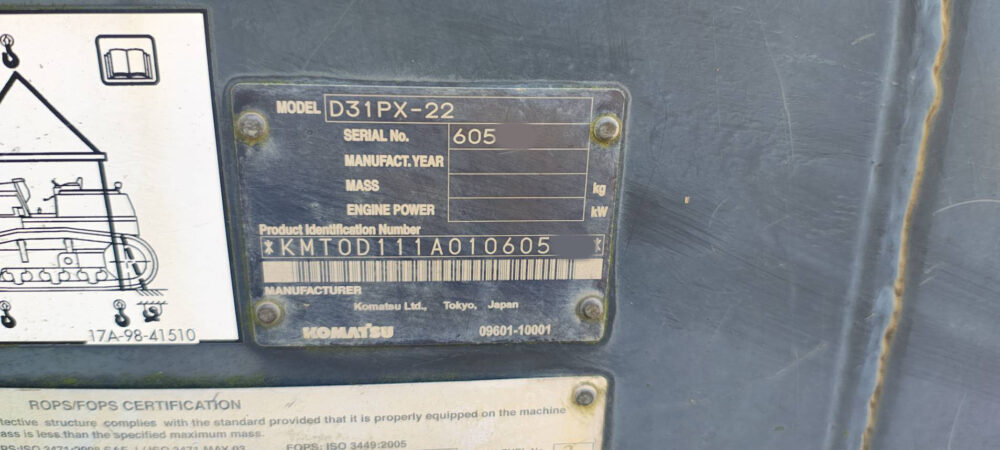 MODEL D31PX-22
SERIAL No. 605
MANUFACT. YEAR
MASS kg
ENGINE POWER kW
Product Identification Number
*KMT0D111A010605 *
MANUFACTURER
Komatsu Ltd., Tokyo, Japan
KOMATSU 09601-10001
17A-98-41510
ROPS/FOPS CERTIFICATION
structure complies with the standard provided that it is properly equipped on the machine
is less than the specified maximum mass.
FOPS: ISO 3449:2005